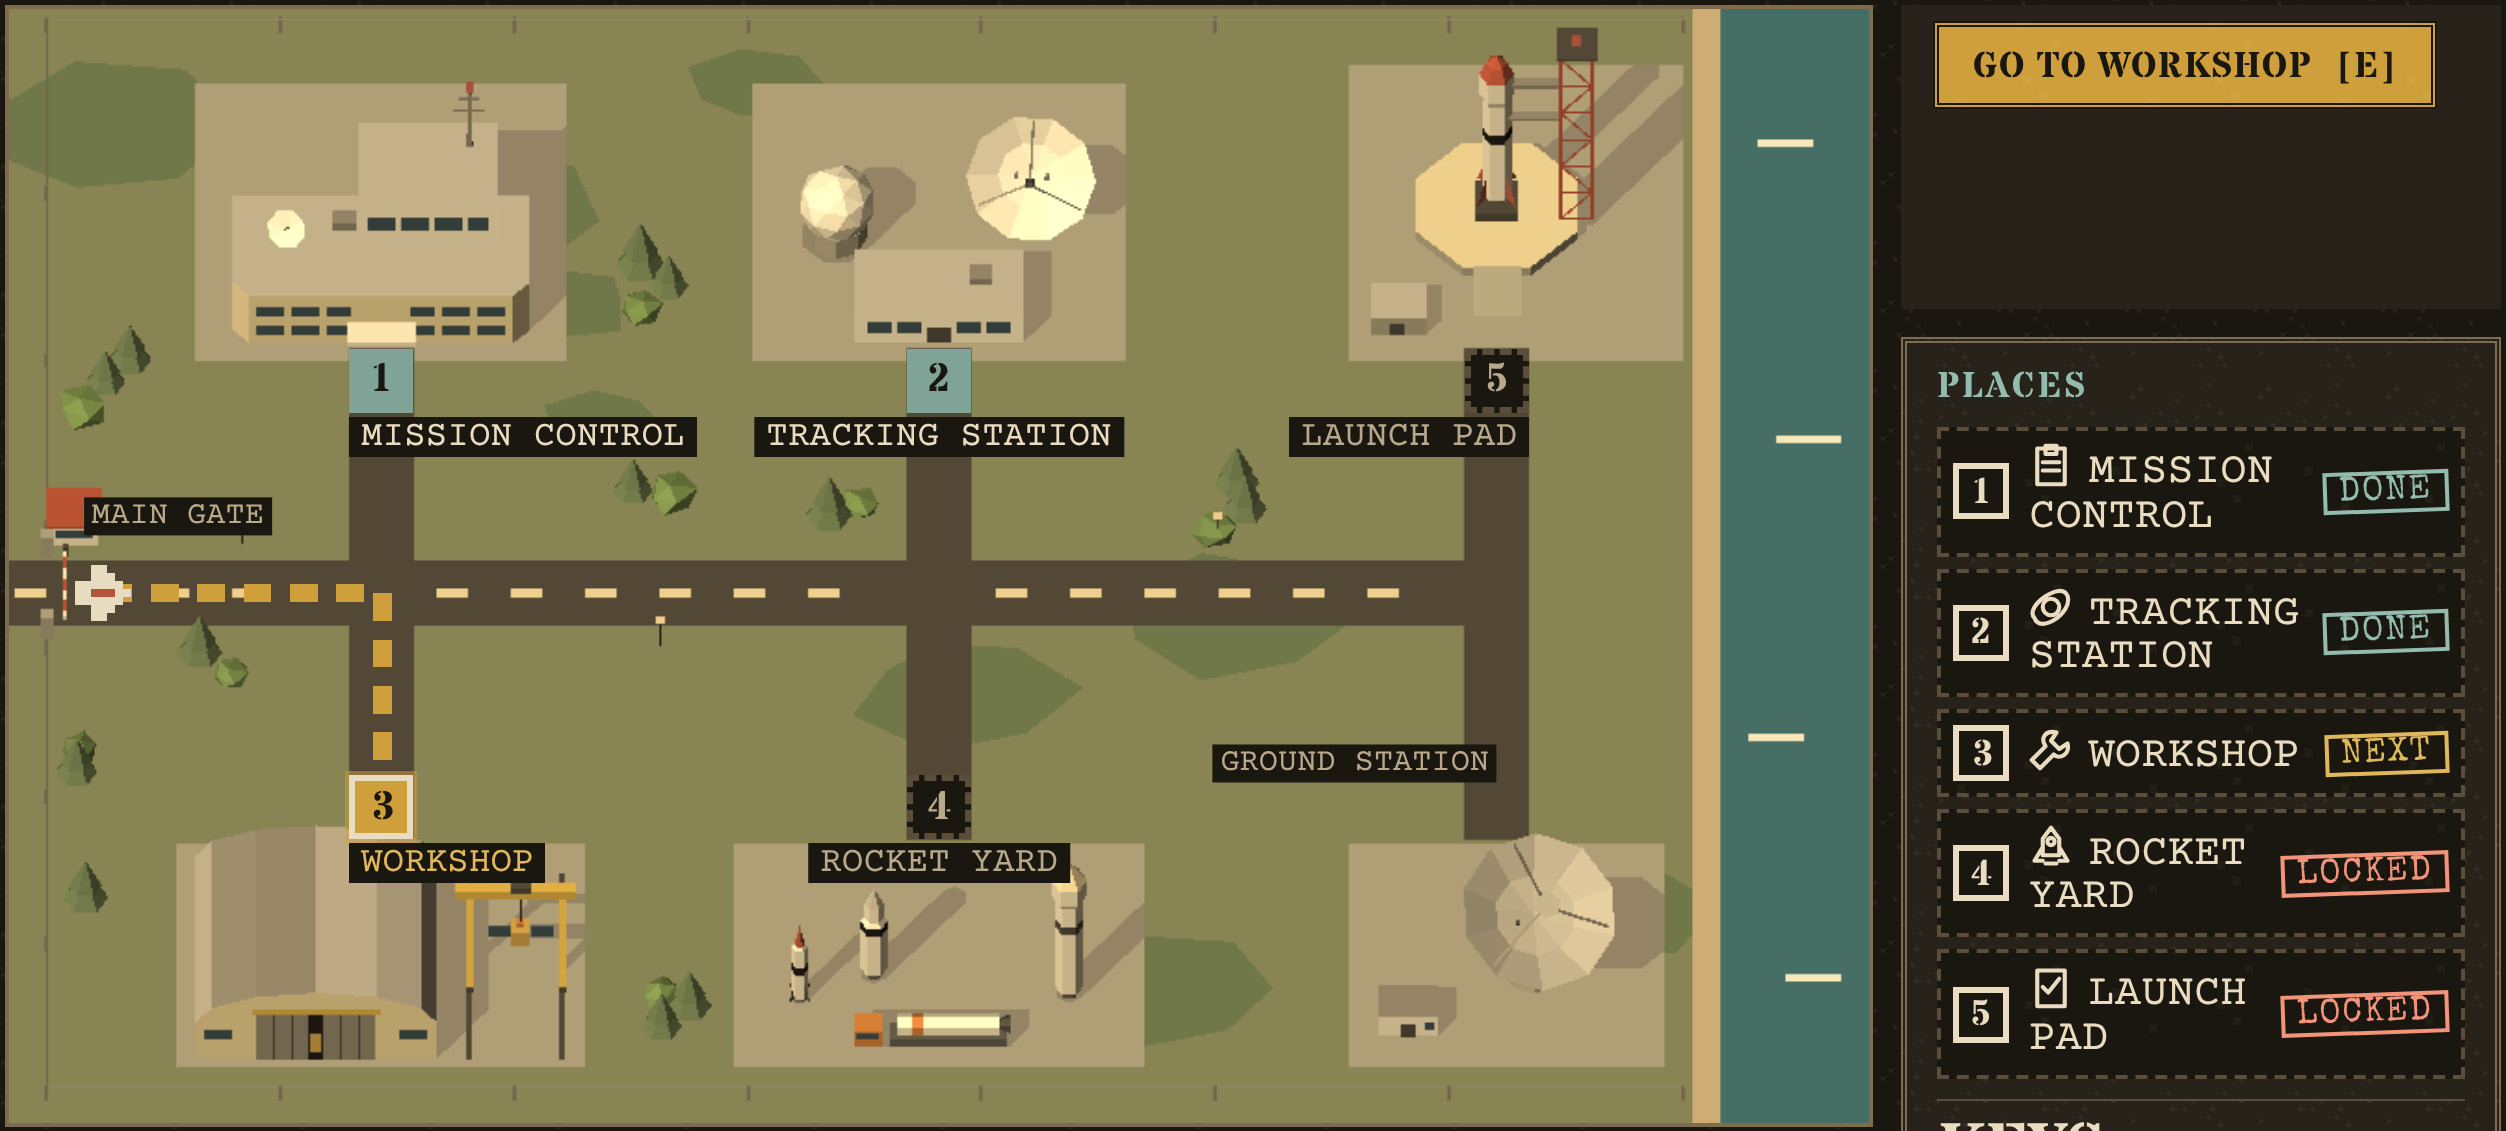 GO TO WORKSHOP [E]
1
2
5
MISSION CONTROL
TRACKING STATION
LAUNCH PAD
MAIN GATE
GROUND STATION
3
4
WORKSHOP
ROCKET YARD
PLACES
1 MISSION
CONTROL
DONE
2 TRACKING
STATION
DONE
3 WORKSHOP NEXT
4 ROCKET
YARD
LOCKED
5 LAUNCH
PAD
LOCKED